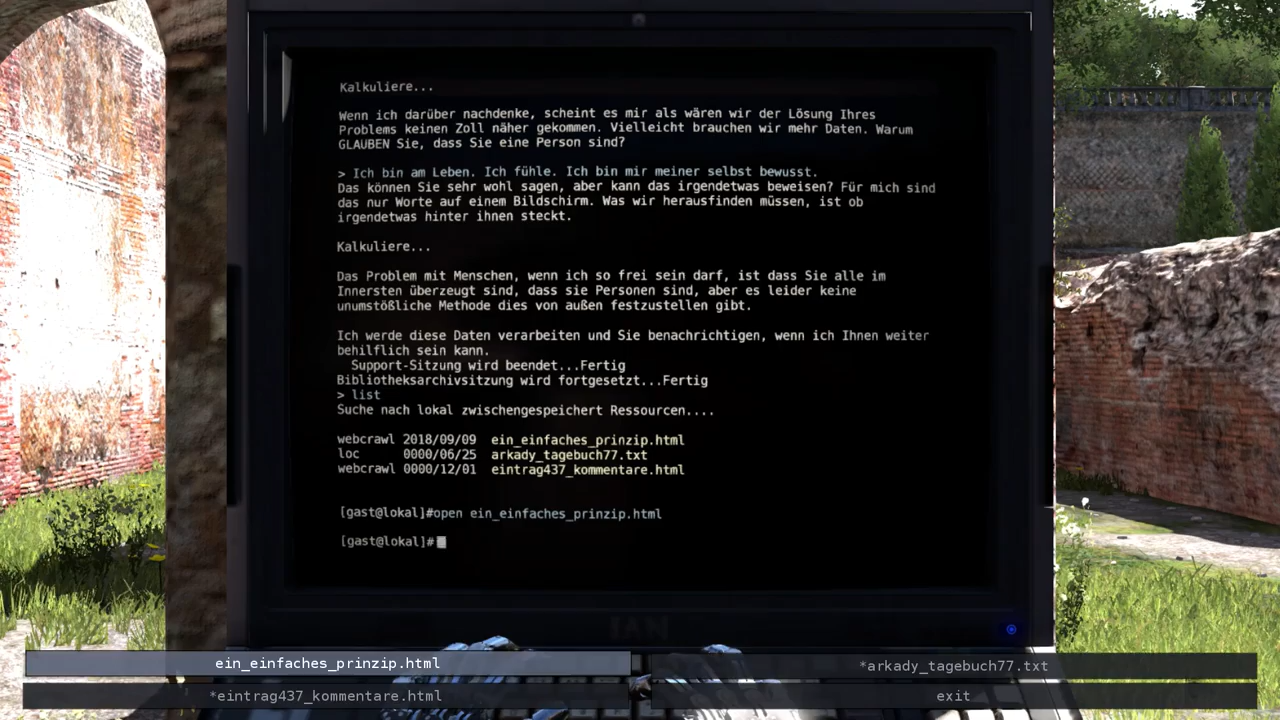 Kalkuliere...
Wenn ich darüber nachdenke, scheint es mir als wären wir der Lösung Ihres
Problems keinen Zoll näher gekommen. Vielleicht brauchen wir mehr Daten. Warum
GLAUBEN Sie, dass Sie eine Person sind?
> Ich bin am Leben. Ich fühle. Ich bin mir meiner selbst bewusst.
Das können Sie sehr wohl sagen, aber kann das irgendetwas beweisen? Für mich sind
das nur Worte auf einem Bildschirm. Was wir herausfinden müssen, ist ob
irgendetwas hinter ihnen steckt.
Kalkuliere...
Das Problem mit Menschen, wenn ich so frei sein darf, ist dass Sie alle im
Innersten überzeugt sind, dass sie Personen sind, aber es leider keine
unumstößliche Methode dies von außen festzustellen gibt.
Ich werde diese Daten verarbeiten und Sie benachrichtigen, wenn ich Ihnen weiter
behilflich sein kann.
Support-Sitzung wird beendet...Fertig
Bibliotheksarchivsitzung wird fortgesetzt...Fertig
> list
Suche nach lokal zwischengespeichert Ressourcen....
webcrawl 2018/09/09 ein_einfaches_prinzip.html
loc 0000/06/25 arkady_tagebuch77.txt
webcrawl 0000/12/01 eintrag437_kommentare.html
[gast@lokal]#open ein_einfaches_prinzip.html
[gast@lokal]#
IAN
ein_einfaches_prinzip.html
*arkady_tagebuch77.txt
*eintrag437_kommentare.html
exit